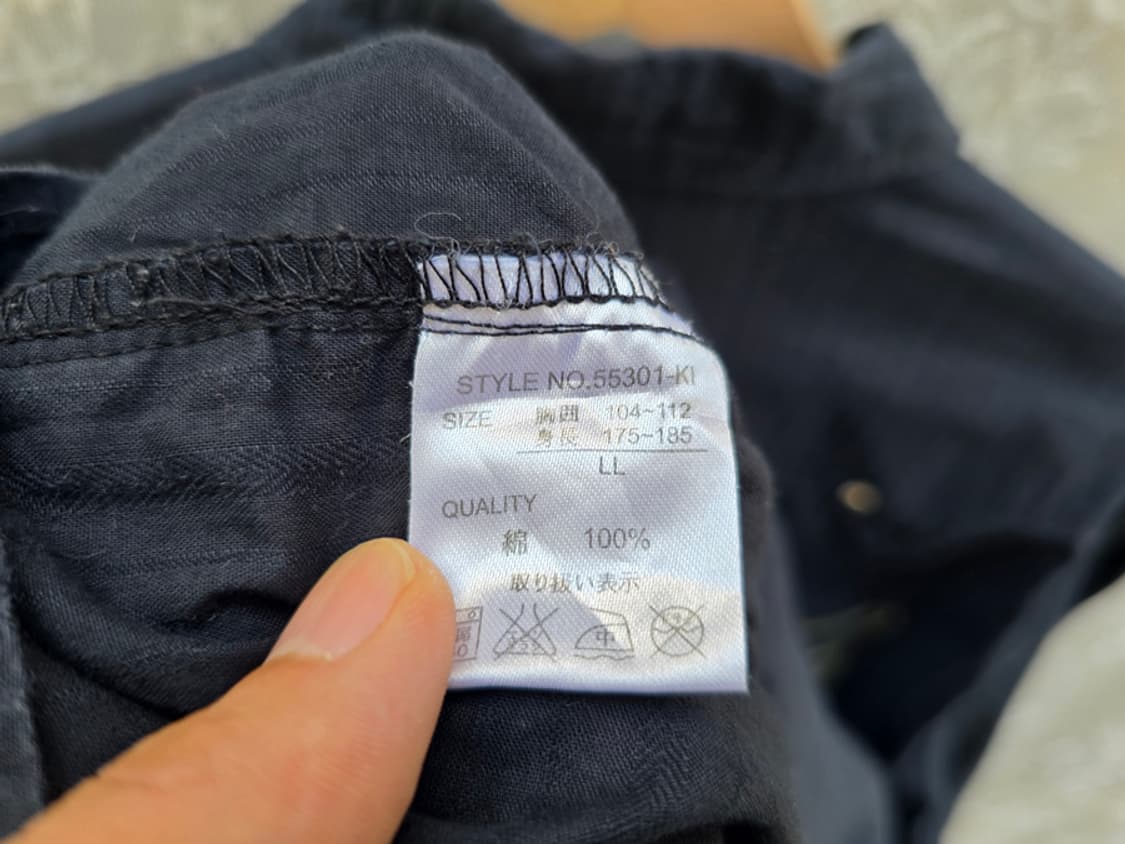 STYLE NO.55301-KI
SIZE 胸囲 104~112
身長 175~185
LL
QUALITY
綿 100%
取り扱い表示
中